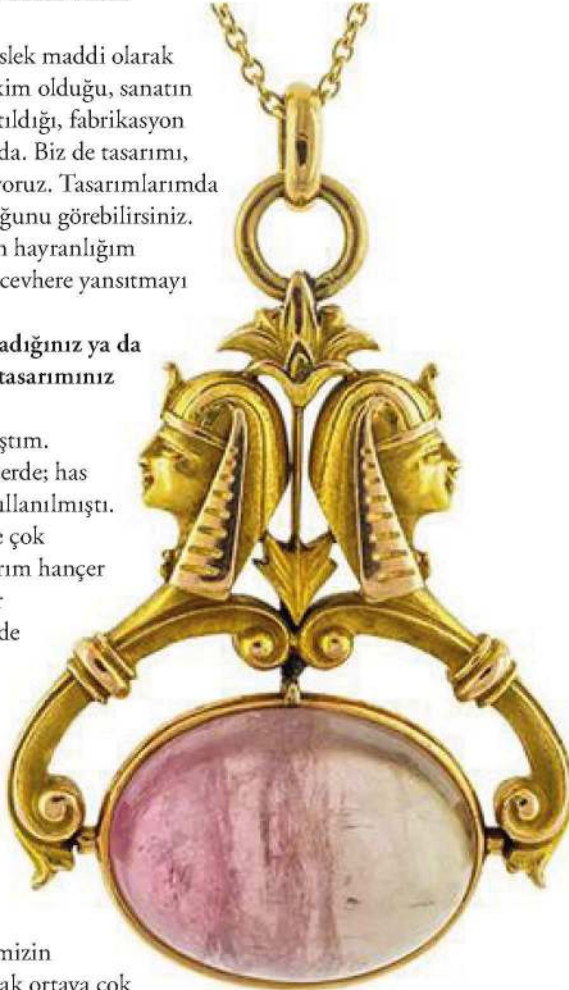 slek maddi olarak
kim olduğu, sanatın
tıldığı, fabrikasyon
da. Biz de tasarımı,
yoruz. Tasarımlarımda
ğunu görebilirsiniz.
n hayranlığım
cevhere yansıtmayı
adığınız ya da
tasarımınız
ştım.
erde; has
ullanılmıştı.
e çok
rım hançer
r
de
mizin
ak ortaya çok